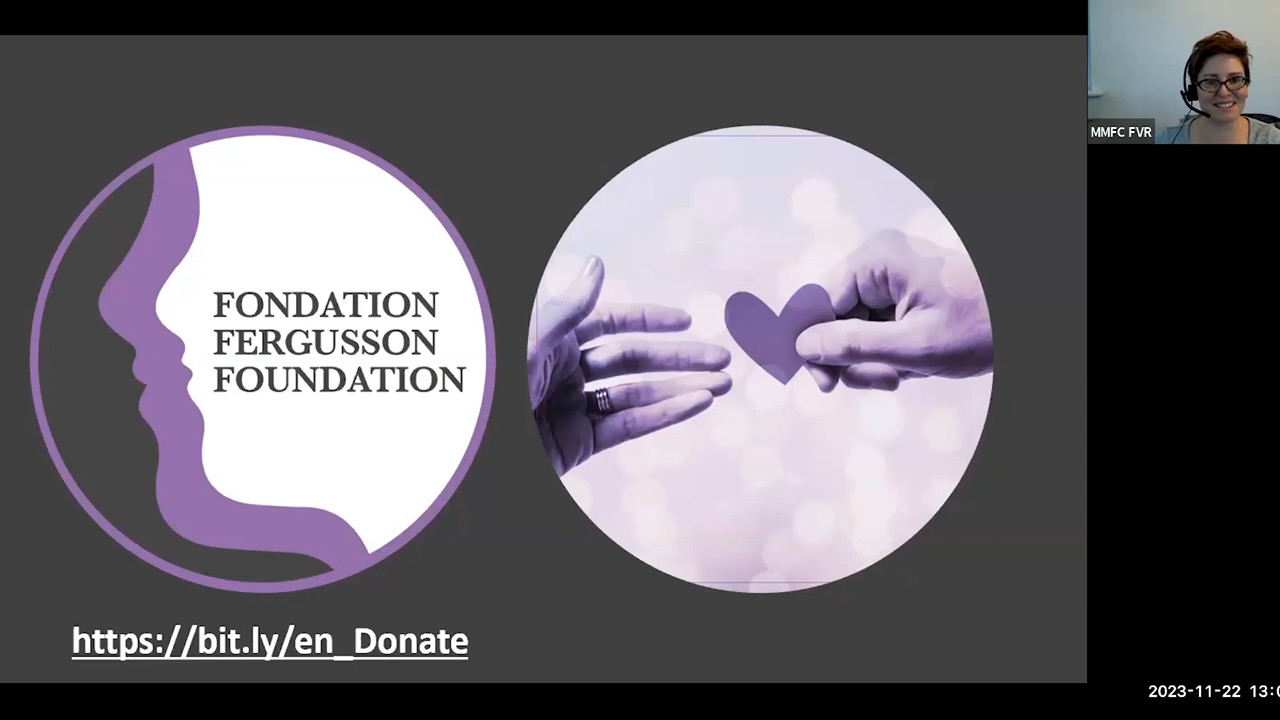 MMFC FVR
FONDATION
FERGUSSON
FOUNDATION
https://bit.ly/en_Donate
2023-11-22 13:0